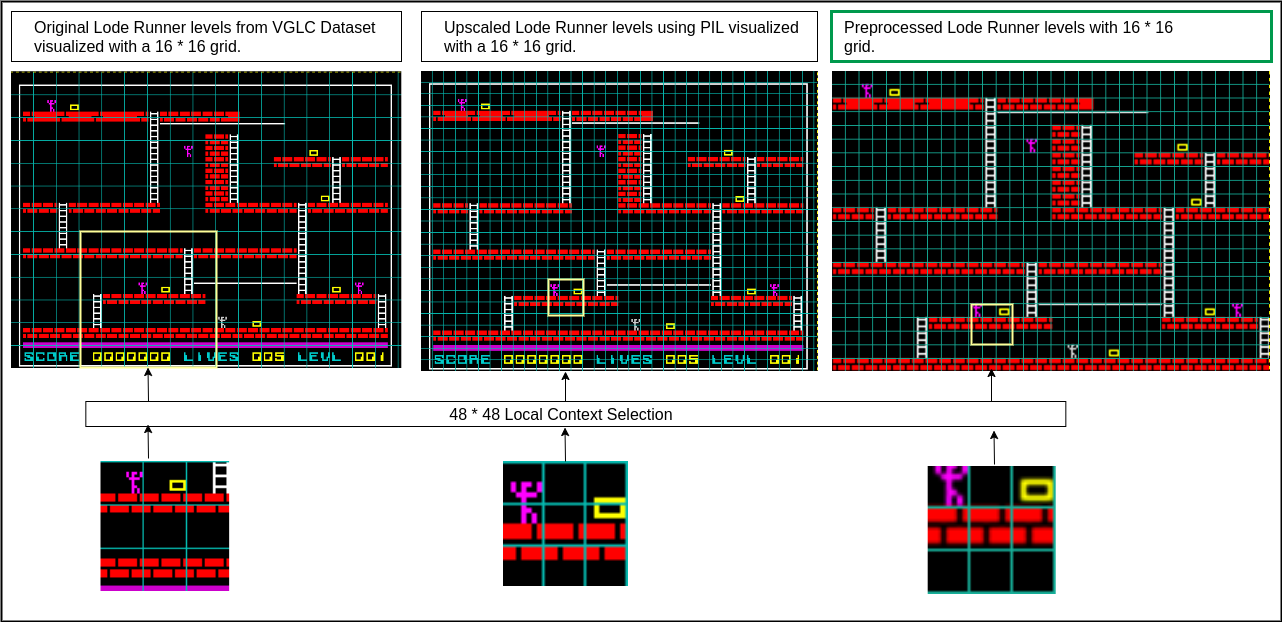 Original Lode Runner levels from VGLC Dataset
visualized with a 16 * 16 grid.
Upscaled Lode Runner levels using PIL visualized
with a 16 * 16 grid.
Preprocessed Lode Runner levels with 16 * 16
grid.
SCORE 0000000 LIVES 005 LEVL 001
SCORE 0000000 LIVES 005 LEVL 001
48 * 48 Local Context Selection